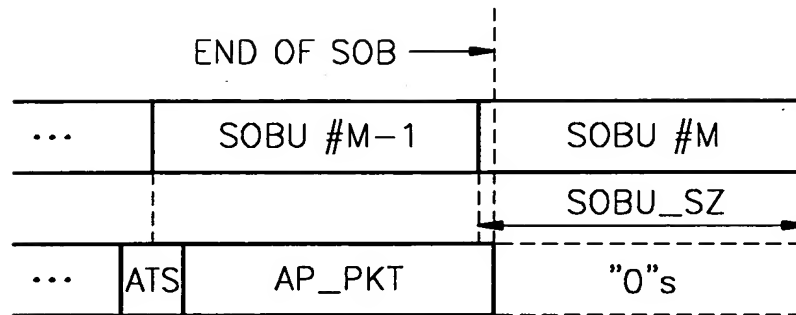 END OF SOB
... SOBU #M-1 SOBU #M
SOBU_SZ
... ATS AP_PKT "0"s